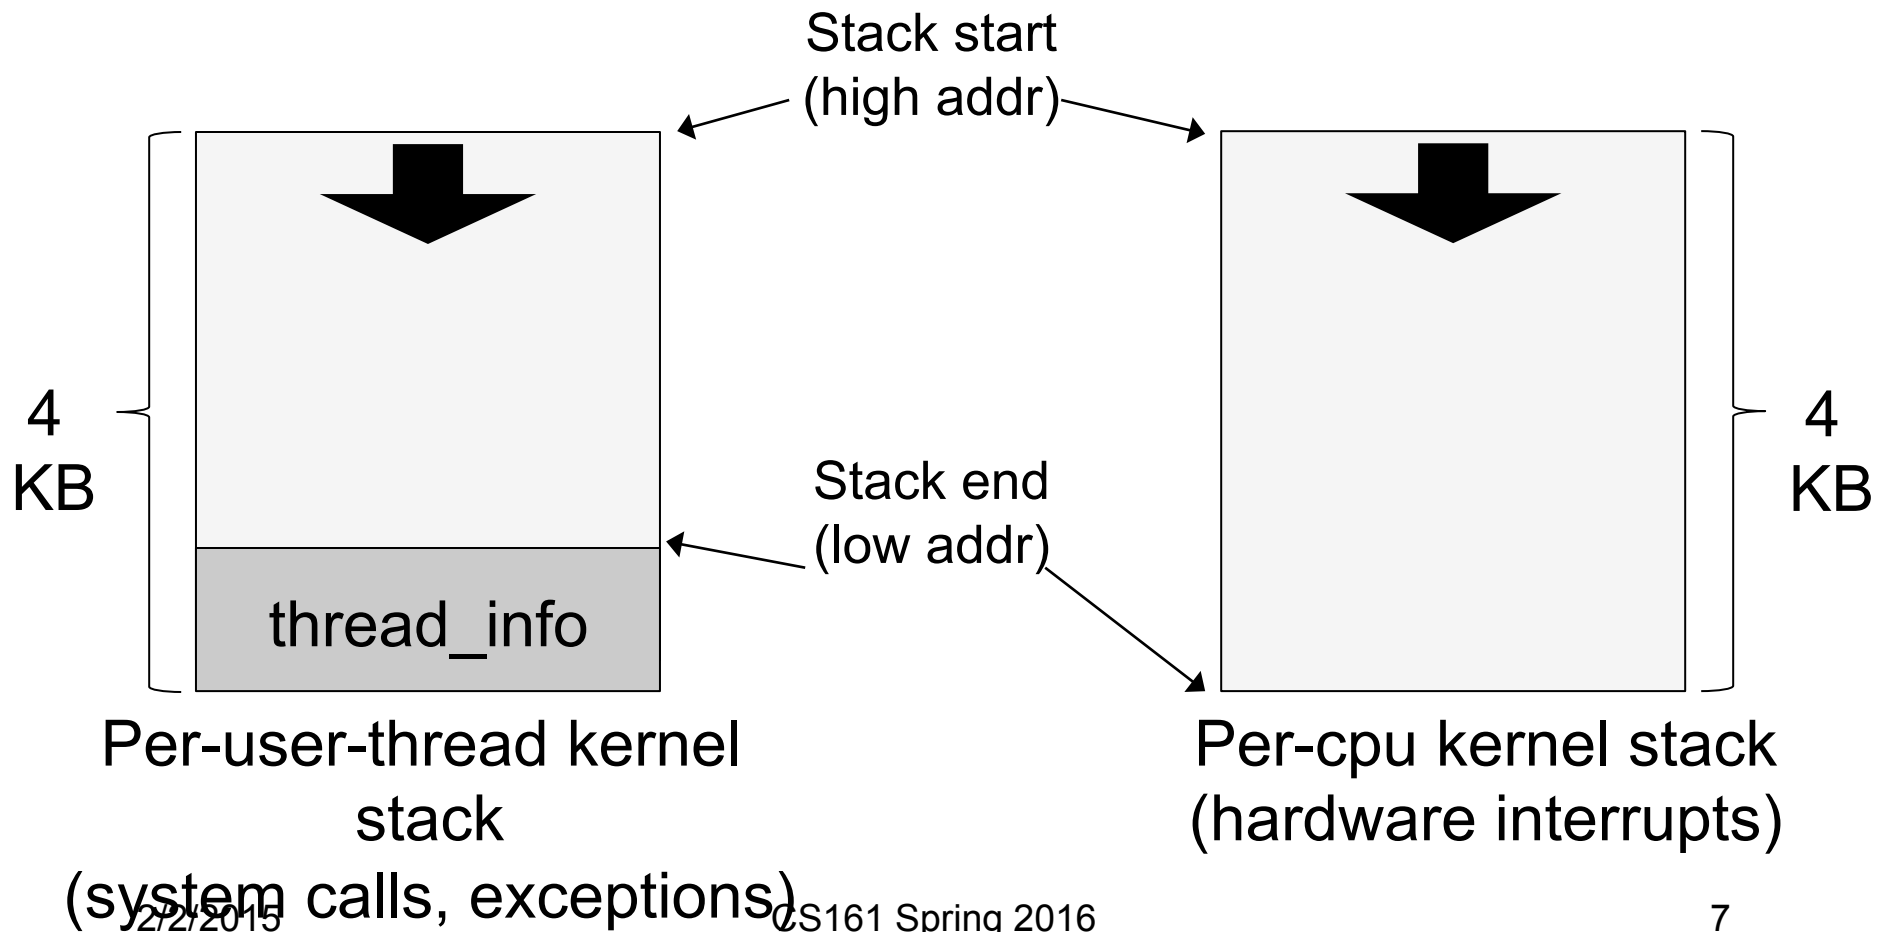 Stack start
(high addr)
4
KB
4
KB
Stack end
(low addr)
thread_info
Per-user-thread kernel
stack
(system calls, exceptions)
Per-cpu kernel stack
(hardware interrupts)
2/2/2015
CS161 Spring 2016
7